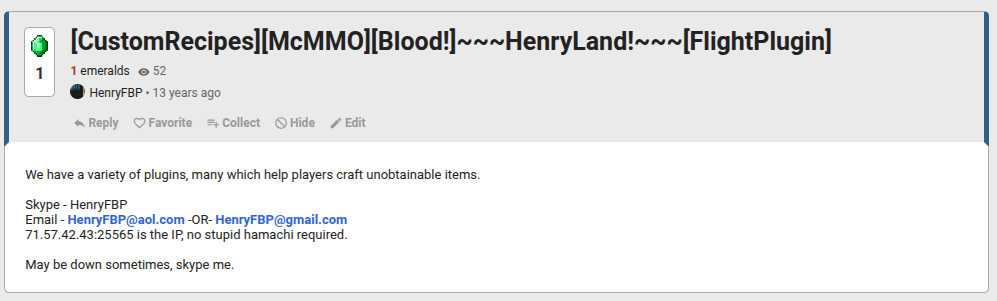 [CustomRecipes][McMMO][Blood!]~~~HenryLand!~~~[FlightPlugin]
1
1 emeralds 52
HenryFBP • 13 years ago
Reply Favorite Collect Hide Edit
We have a variety of plugins, many which help players craft unobtainable items.
Skype - HenryFBP
Email - HenryFBP@aol.com -OR- HenryFBP@gmail.com
71.57.42.43:25565 is the IP, no stupid hamachi required.
May be down sometimes, skype me.